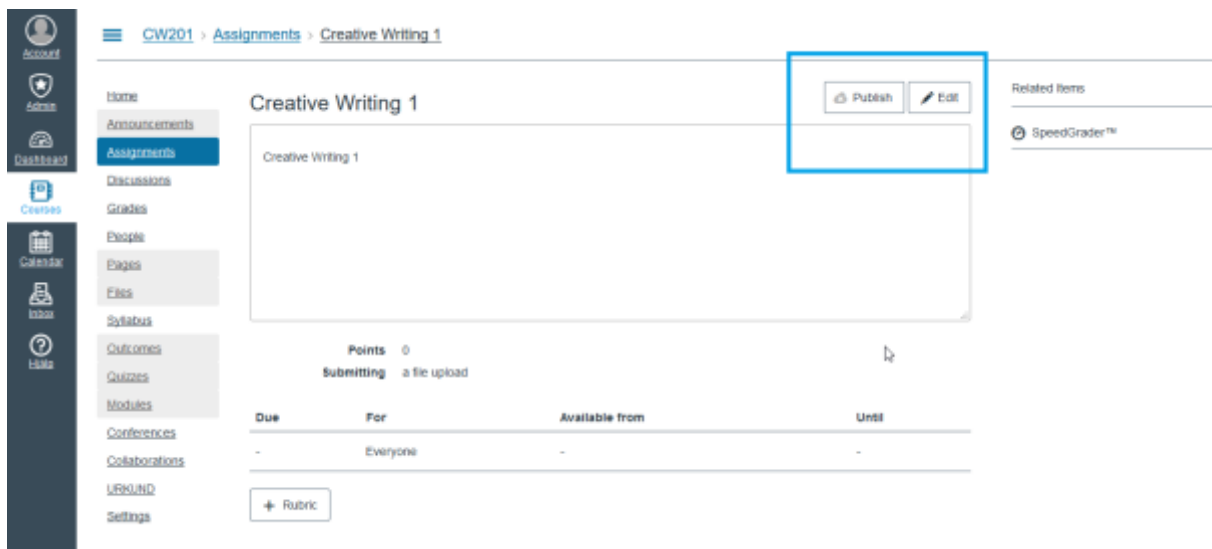 Account
Admin
Dashboard
Courses
Calendar
Inbox
Help
CW201 › Assignments › Creative Writing 1
Home
Announcements
Assignments
Discussions
Grades
People
Pages
Files
Syllabus
Outcomes
Quizzes
Modules
Conferences
Collaborations
URKUND
Settings
Creative Writing 1
Publish Edit
Creative Writing 1
Points 0
Submitting a file upload
Due For Available from Until
- Everyone - -
+ Rubric
Related Items
SpeedGrader™